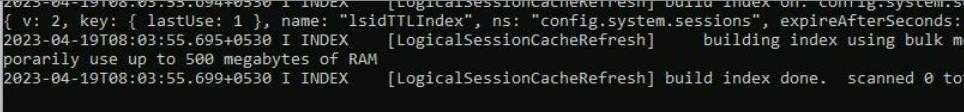 2023-04-19T08:03:55.694+0530 I INDEX    [LogicalSessionCacheRefresh] build index on: config.system.s
{ v: 2, key: { lastUse: 1 }, name: "lsidTTLIndex", ns: "config.system.sessions", expireAfterSeconds:
2023-04-19T08:03:55.695+0530 I INDEX    [LogicalSessionCacheRefresh]     building index using bulk m
porarily use up to 500 megabytes of RAM
2023-04-19T08:03:55.699+0530 I INDEX    [LogicalSessionCacheRefresh] build index done.  scanned 0 to